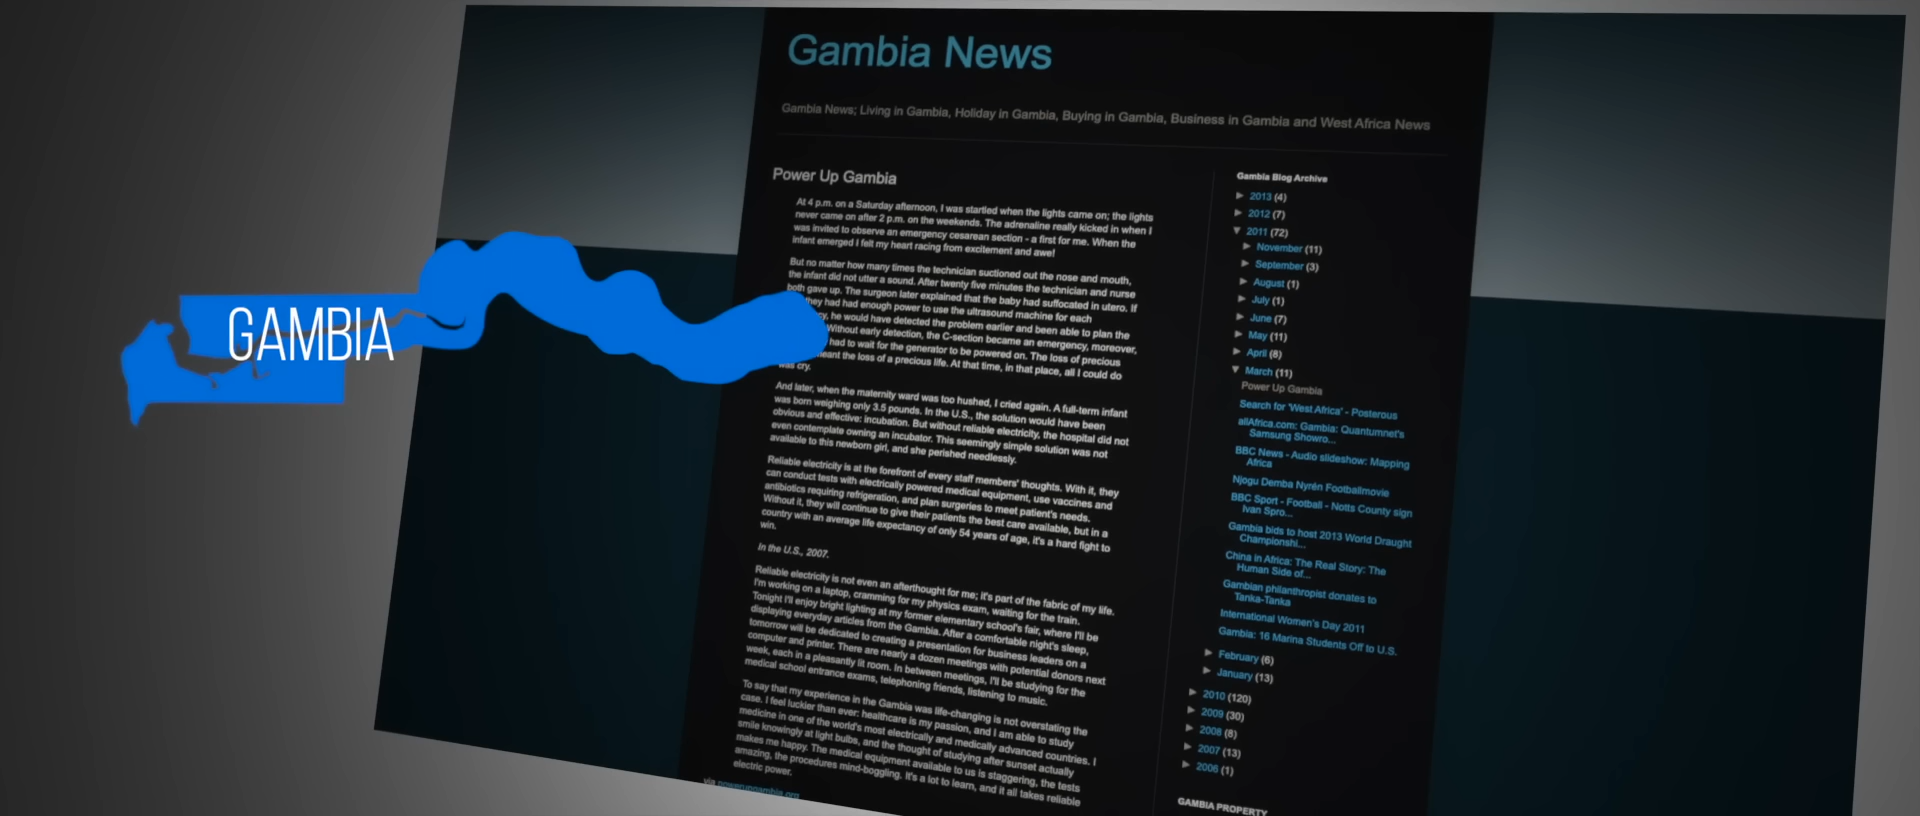 Gambia News
Gambia News; Living in Gambia, Holiday in Gambia, Buying in Gambia, Business in Gambia and West Africa News
GAMBIA
Power Up Gambia
At 4 p.m. on a Saturday afternoon, I was startled when the lights came on; the lights
never came on after 2 p.m. on the weekends. The adrenaline really kicked in when I
was invited to observe an emergency cesarean section - a first for me. When the
infant emerged I felt my heart racing from excitement and awe!
But no matter how many times the technician suctioned out the nose and mouth,
the infant did not utter a sound. After twenty five minutes the technician and nurse
both gave up. The surgeon later explained that the baby had suffocated in utero. If
they had had enough power to use the ultrasound machine for each
he would have detected the problem earlier and been able to plan the
Without early detection, the C-section became an emergency, moreover,
had to wait for the generator to be powered on. The loss of precious
meant the loss of a precious life. At that time, in that place, all I could do
was cry.
And later, when the maternity ward was too hushed, I cried again. A full-term infant
was born weighing only 3.5 pounds. In the U.S., the solution would have been
obvious and effective: incubation. But without reliable electricity, the hospital did not
even contemplate owning an incubator. This seemingly simple solution was not
available to this newborn girl, and she perished needlessly.
Reliable electricity is at the forefront of every staff members' thoughts. With it, they
can conduct tests with electrically powered medical equipment, use vaccines and
antibiotics requiring refrigeration, and plan surgeries to meet patient's needs.
Without it, they will continue to give their patients the best care available, but in a
country with an average life expectancy of only 54 years of age, it's a hard fight to
win.
In the U.S., 2007.
Reliable electricity is not even an afterthought for me; it's part of the fabric of my life.
I'm working on a laptop, cramming for my physics exam, waiting for the train.
Tonight I'll enjoy bright lighting at my former elementary school's fair, where I'll be
displaying everyday articles from the Gambia. After a comfortable night's sleep,
tomorrow will be dedicated to creating a presentation for business leaders on a
computer and printer. There are nearly a dozen meetings with potential donors next
week, each in a pleasantly lit room. In between meetings, I'll be studying for the
medical school entrance exams, telephoning friends, listening to music.
To say that my experience in the Gambia was life-changing is not overstating the
case. I feel luckier than ever: healthcare is my passion, and I am able to study
medicine in one of the world's most electrically and medically advanced countries. I
smile knowingly at light bulbs, and the thought of studying after sunset actually
makes me happy. The medical equipment available to us is staggering, the tests
amazing, the procedures mind-boggling. It's a lot to learn, and it all takes reliable
electric power.
via powerupgambia.org
Gambia Blog Archive
► 2013 (4)
► 2012 (7)
▼ 2011 (72)
► November (11)
► September (3)
► August (1)
► July (1)
► June (7)
► May (11)
► April (8)
▼ March (11)
Power Up Gambia
Search for 'West Africa' - Posterous
allAfrica.com: Gambia: Quantumnet's
Samsung Showro...
BBC News - Audio slideshow: Mapping
Africa
Njogu Demba Nyrén Footballmovie
BBC Sport - Football - Notts County sign
Ivan Spro...
Gambia bids to host 2013 World Draught
Championshi...
China in Africa: The Real Story: The
Human Side of...
Gambian philanthropist donates to
Tanka-Tanka
International Women's Day 2011
Gambia: 16 Marina Students Off to U.S.
► February (6)
► January (13)
► 2010 (120)
► 2009 (30)
► 2008 (8)
► 2007 (13)
► 2006 (1)
GAMBIA PROPERTY